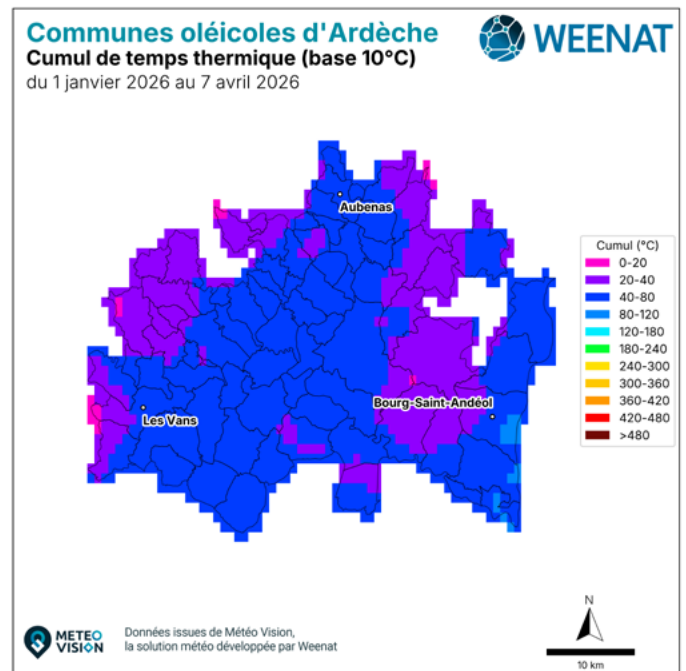 Communes oléicoles d'Ardèche
Cumul de temps thermique (base 10°C)
du 1 janvier 2026 au 7 avril 2026
WEENAT
Aubenas
Cumul (°C)
0-20
20-40
40-80
80-120
120-180
180-240
240-300
300-360
360-420
420-480
>480
Bourg-Saint-Andéol
Les Vans
METEO
VISION
Données issues de Météo Vision,
la solution météo développée par Weenat
N
10 km